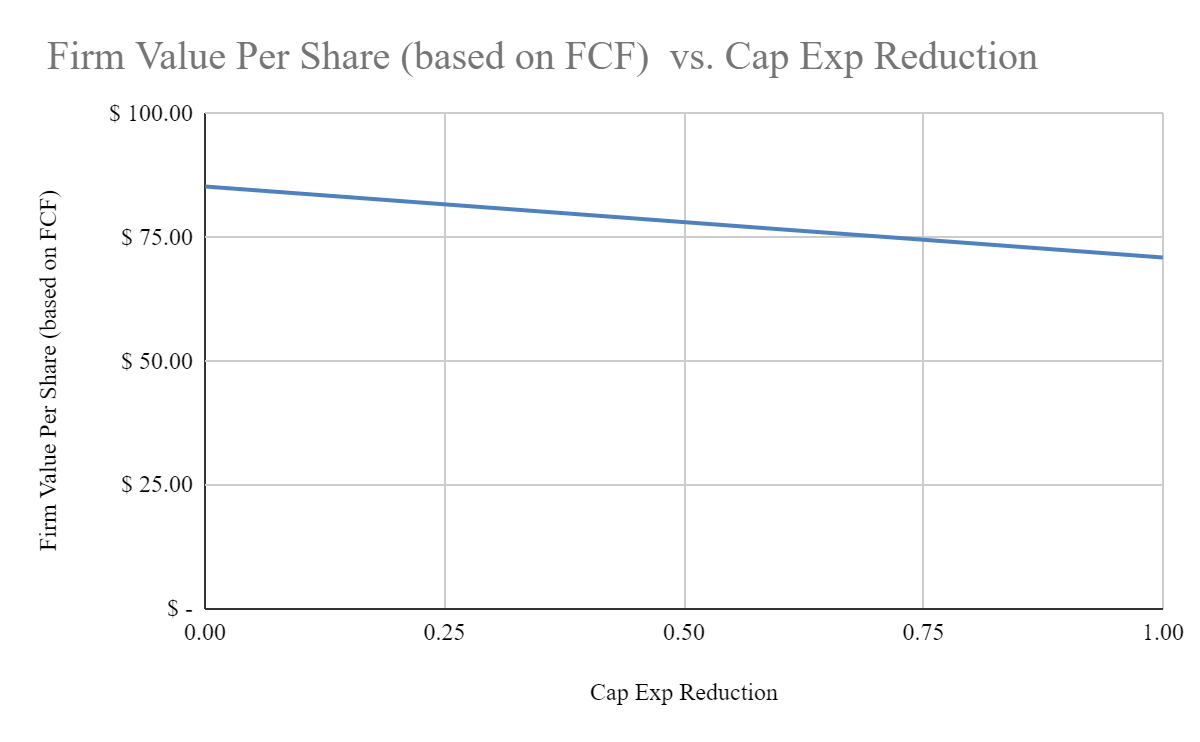 Firm Value Per Share (based on FCF)  vs. Cap Exp Reduction
Firm Value Per Share (based on FCF)
$ 100.00
$ 75.00
$ 50.00
$ 25.00
$ -
0.00 0.25 0.50 0.75 1.00
Cap Exp Reduction